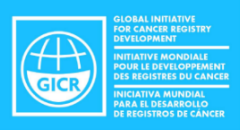 GICR
GLOBAL INITIATIVE
FOR CANCER REGISTRY
DEVELOPMENT
INITIATIVE MONDIALE
POUR LE DEVELOPPEMENT
DES REGISTRES DU CANCER
INICIATIVA MUNDIAL
PARA EL DESARROLLO
DE REGISTROS DE CÁNCER